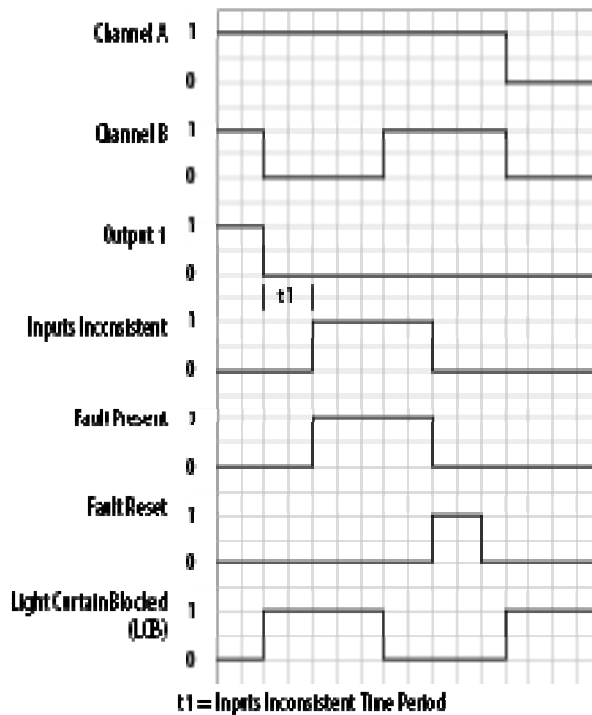 Channel A 1
0
Channel B 1
0
Output 1 1
0
t1
Inputs Inconsistent 1
0
Fault Present 1
0
Fault Reset 1
0
Light Curtain Blocked 1
(LCB)
0
t1 = Inputs Inconsistent Time Period